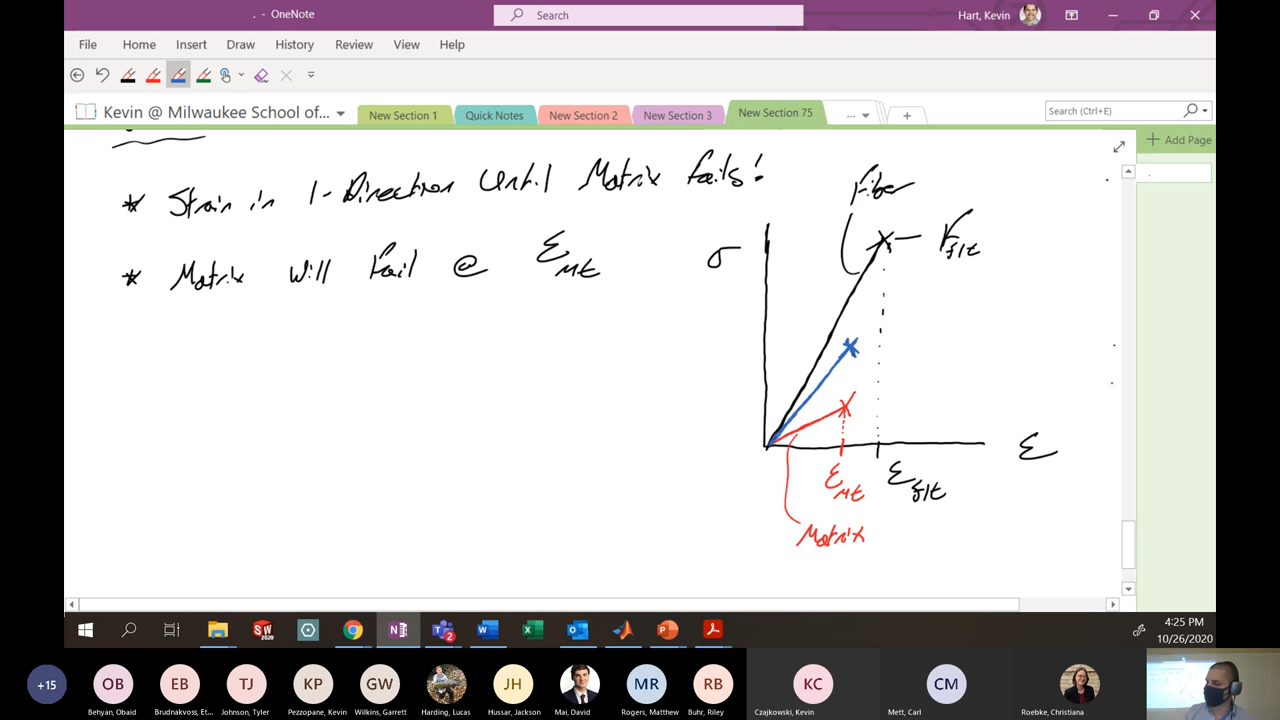 . - OneNote
Search
Hart, Kevin
File Home Insert Draw History Review View Help
Kevin @ Milwaukee School of...
New Section 1
Quick Notes
New Section 2
New Section 3
New Section 75
...
+
Search (Ctrl+E)
+ Add Page
.
* Strain in 1-Direction Until Matrix Fails!
* Matrix Will Fail @ εMt
Fiber
σ
Ff1t
ε
εMt
εf1t
Matrix
4:25 PM
10/26/2020
+15
OB
EB
TJ
KP
GW
JH
MR
RB
KC
CM
Behyan, Obaid
Brudnakvoss, Et...
Johnson, Tyler
Pezzopane, Kevin
Wilkins, Garrett
Harding, Lucas
Hussar, Jackson
Mai, David
Rogers, Matthew
Buhr, Riley
Czajkowski, Kevin
Mett, Carl
Roebke, Christiana